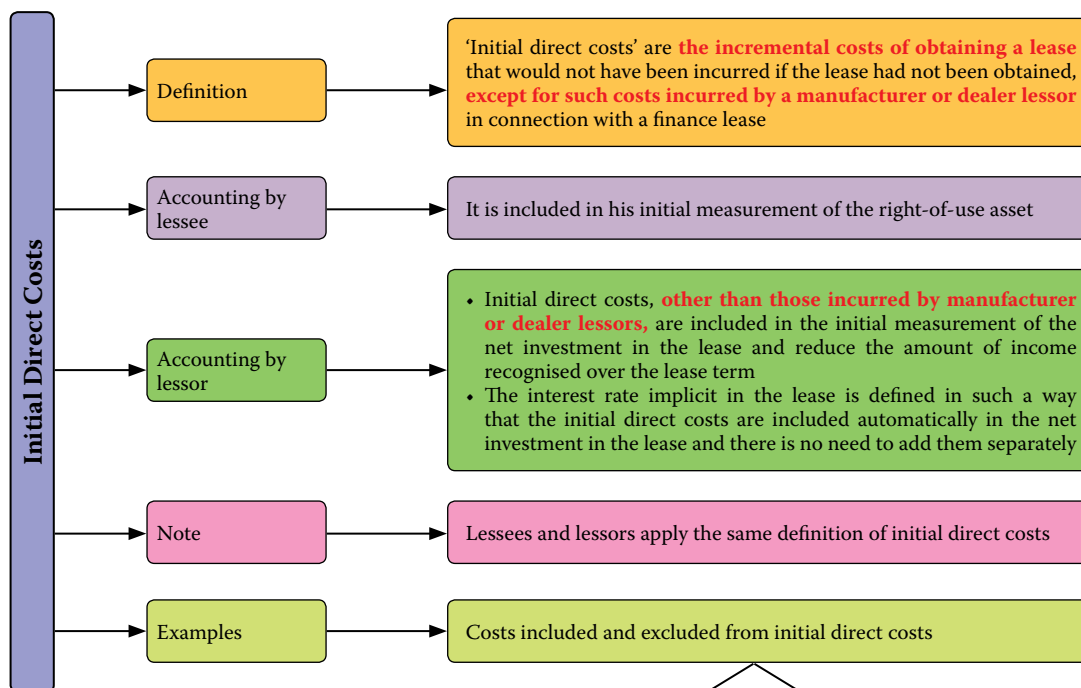 Initial Direct Costs
Definition
‘Initial direct costs’ are the incremental costs of obtaining a lease
that would not have been incurred if the lease had not been obtained,
except for such costs incurred by a manufacturer or dealer lessor
in connection with a finance lease
Accounting by
lessee
It is included in his initial measurement of the right-of-use asset
Accounting by
lessor
• Initial direct costs, other than those incurred by manufacturer
or dealer lessors, are included in the initial measurement of the
net investment in the lease and reduce the amount of income
recognised over the lease term
• The interest rate implicit in the lease is defined in such a way
that the initial direct costs are included automatically in the net
investment in the lease and there is no need to add them separately
Note
Lessees and lessors apply the same definition of initial direct costs
Examples
Costs included and excluded from initial direct costs